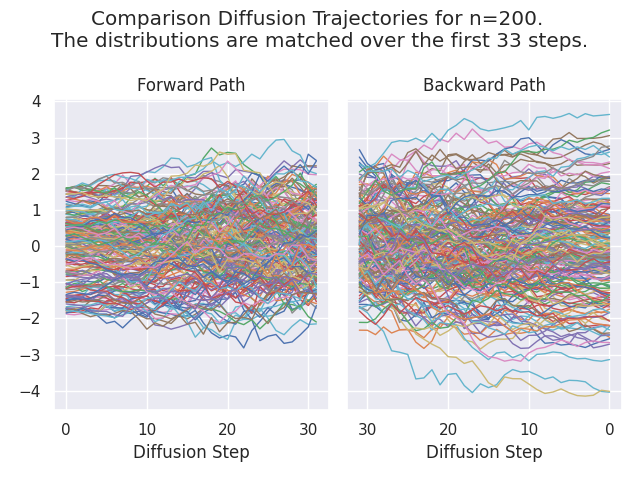 Comparison Diffusion Trajectories for n=200.
The distributions are matched over the first 33 steps.
Forward Path
Backward Path
4
3
2
1
0
−1
−2
−3
−4
0
10
20
30
30
20
10
0
Diffusion Step
Diffusion Step